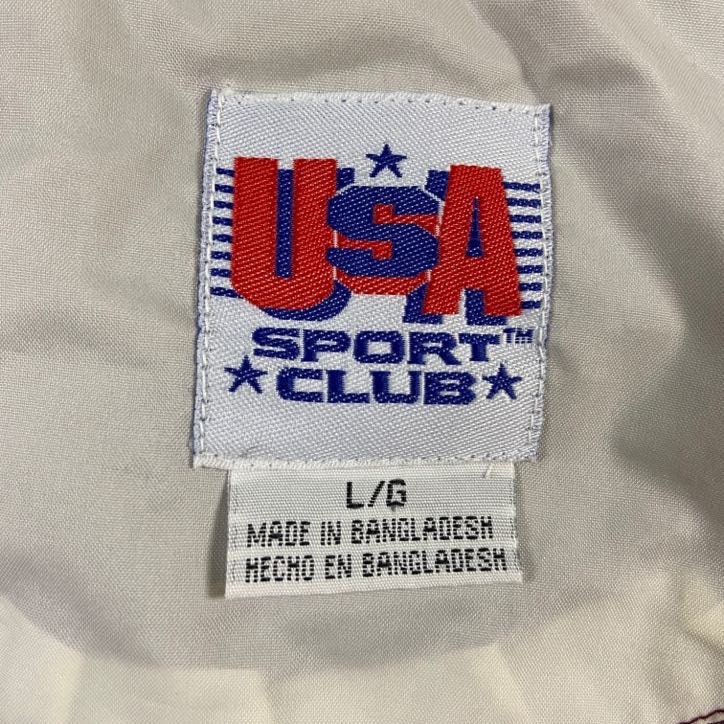 USA
SPORT™
CLUB
L/G
MADE IN BANGLADESH
HECHO EN BANGLADESH